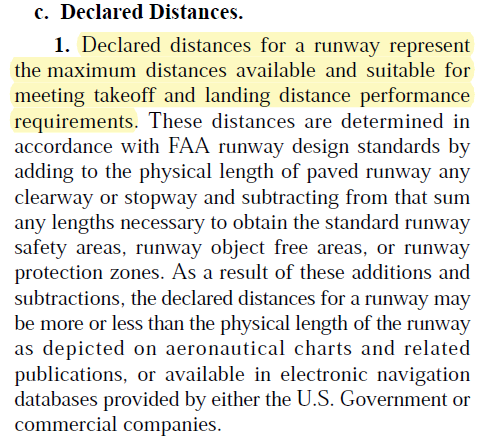 c. Declared Distances.
1. Declared distances for a runway represent
the maximum distances available and suitable for
meeting takeoff and landing distance performance
requirements. These distances are determined in
accordance with FAA runway design standards by
adding to the physical length of paved runway any
clearway or stopway and subtracting from that sum
any lengths necessary to obtain the standard runway
safety areas, runway object free areas, or runway
protection zones. As a result of these additions and
subtractions, the declared distances for a runway may
be more or less than the physical length of the runway
as depicted on aeronautical charts and related
publications, or available in electronic navigation
databases provided by either the U.S. Government or
commercial companies.